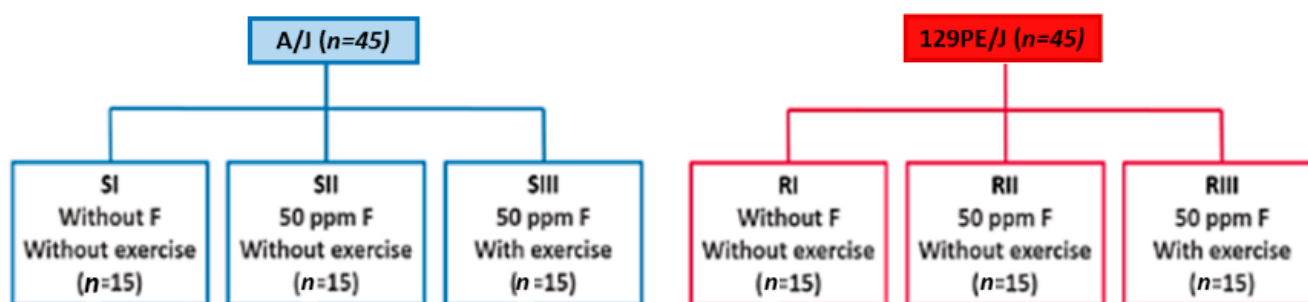 A/J (n=45)
129PE/J (n=45)
SI
Without F
Without exercise
(n=15)
SII
50 ppm F
Without exercise
(n=15)
SIII
50 ppm F
With exercise
(n=15)
RI
Without F
Without exercise
(n=15)
RII
50 ppm F
Without exercise
(n=15)
RIII
50 ppm F
With exercise
(n=15)